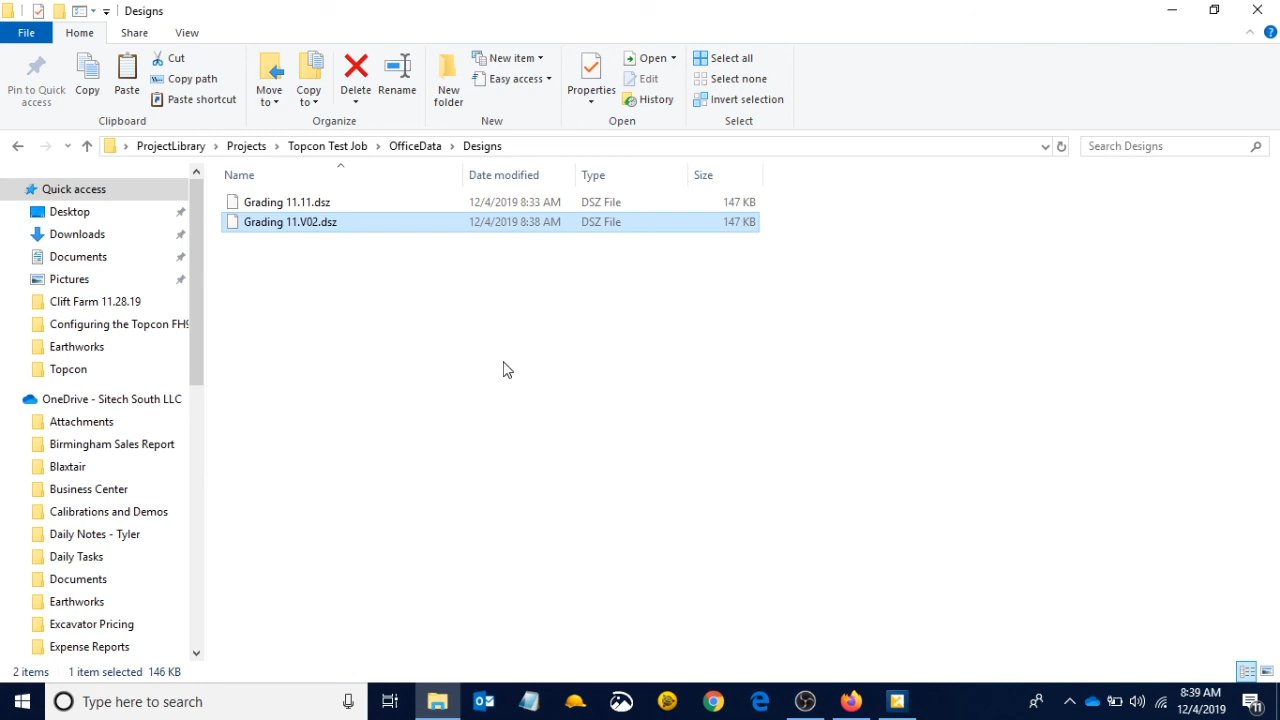 Designs
File Home Share View
Pin to Quick access
Copy
Paste
Cut
Copy path
Paste shortcut
Clipboard
Move to
Copy to
Delete
Rename
Organize
New folder
New item
Easy access
New
Properties
Open
Edit
History
Open
Select all
Select none
Invert selection
Select
ProjectLibrary Projects Topcon Test Job OfficeData Designs
Search Designs
Name Date modified Type Size
Grading 11.11.dsz 12/4/2019 8:33 AM DSZ File 147 KB
Grading 11.V02.dsz 12/4/2019 8:38 AM DSZ File 147 KB
Quick access
Desktop
Downloads
Documents
Pictures
Clift Farm 11.28.19
Configuring the Topcon FH9
Earthworks
Topcon
OneDrive - Sitech South LLC
Attachments
Birmingham Sales Report
Blaxtair
Business Center
Calibrations and Demos
Daily Notes - Tyler
Daily Tasks
Documents
Earthworks
Excavator Pricing
Expense Reports
2 items 1 item selected 146 KB
Type here to search
8:39 AM
12/4/2019
11